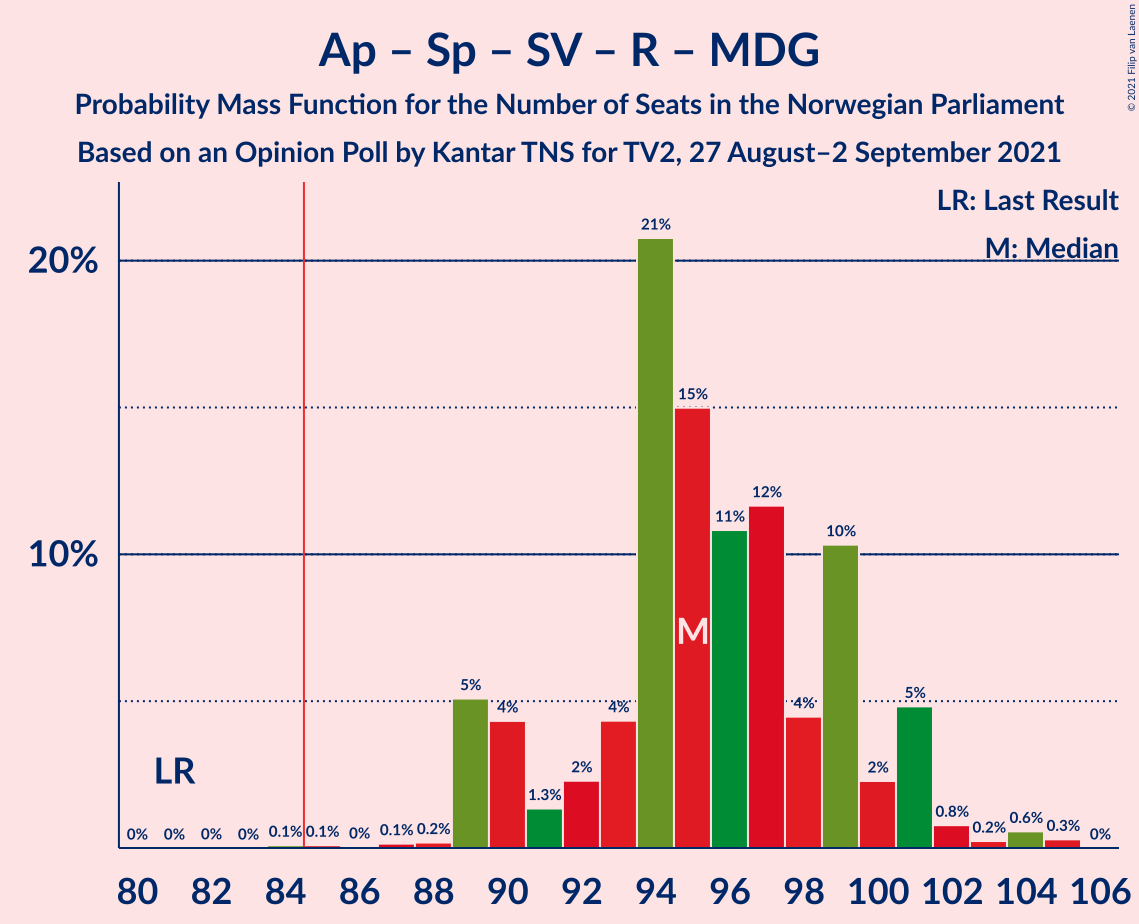 Ap – Sp – SV – R – MDG
Probability Mass Function for the Number of Seats in the Norwegian Parliament
Based on an Opinion Poll by Kantar TNS for TV2, 27 August–2 September 2021
© 2021 Filip van Laenen
LR: Last Result
M: Median
20%
10%
21%
15%
12%
11%
10%
5%
4%
1.3%
2%
4%
4%
2%
5%
0.8%
0.2%
0.6%
0.3%
0%
M
LR
0% 0% 0% 0% 0.1% 0.1% 0% 0.1% 0.2%
80 82 84 86 88 90 92 94 96 98 100 102 104 106